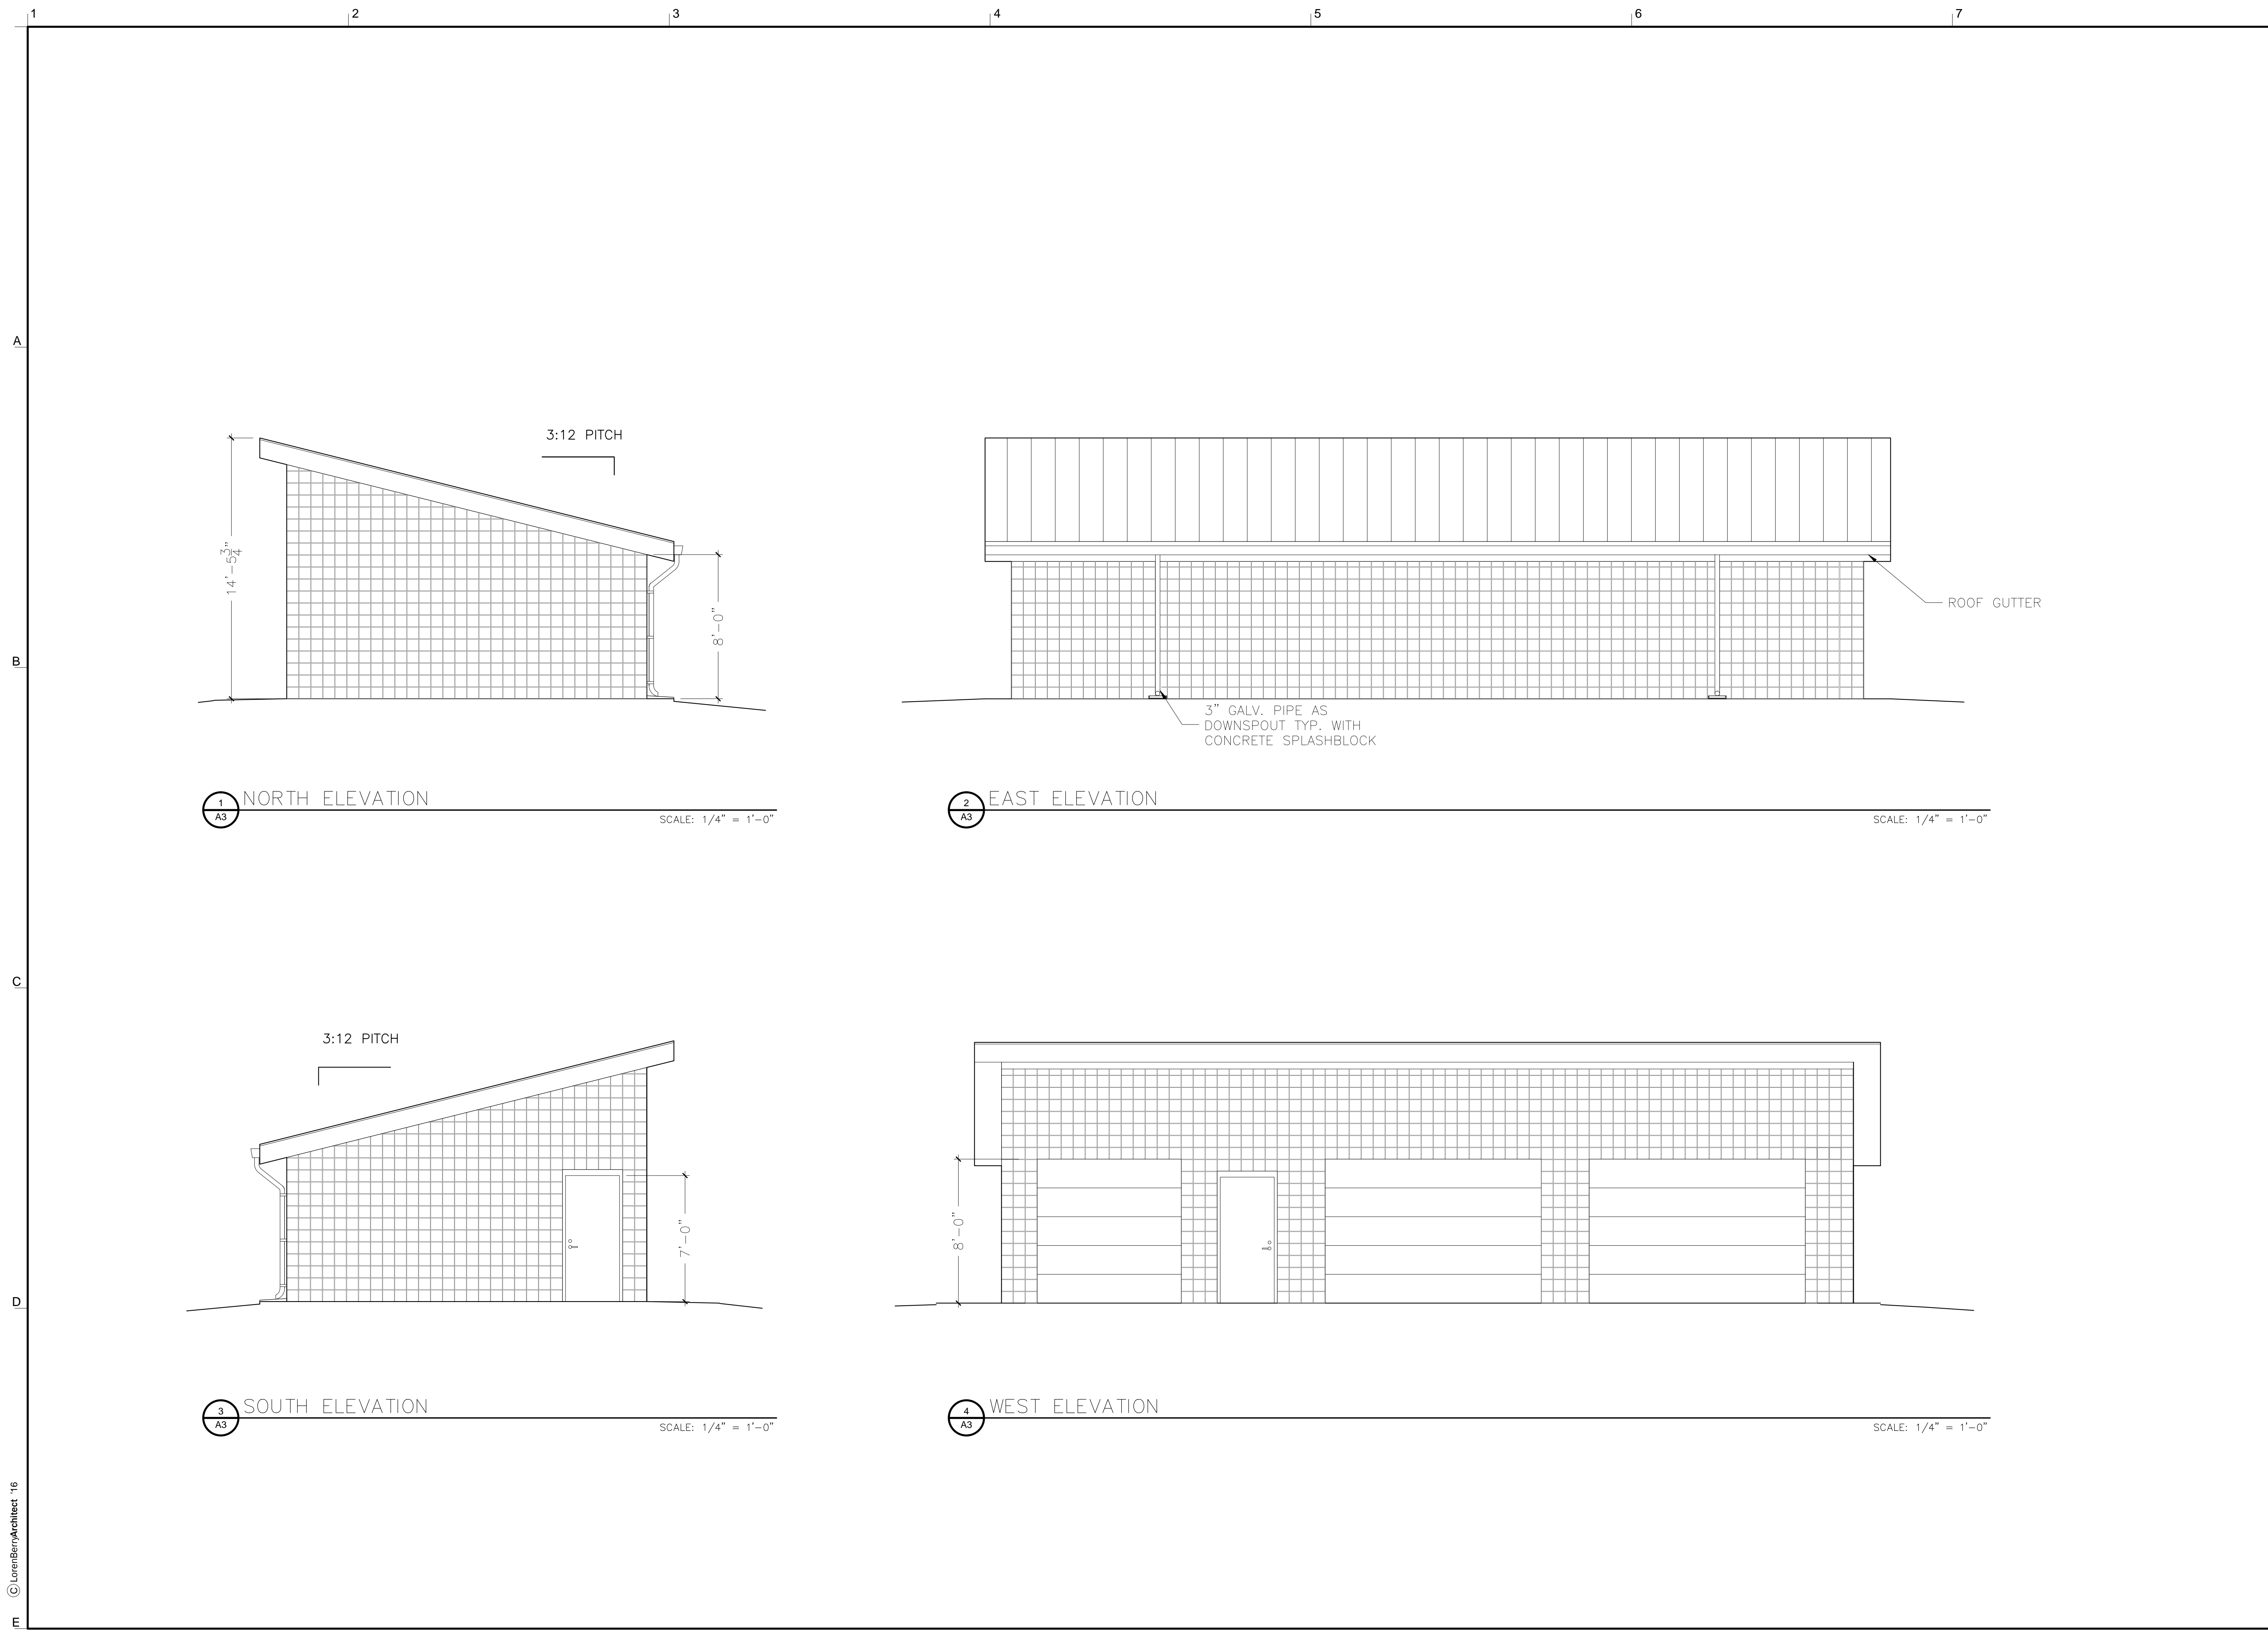 1 2 3 4 5 6 7
A
B
C
D
E
3:12 PITCH
14'-5 3/4"
8'-0"
ROOF GUTTER
3" GALV. PIPE AS
DOWNSPOUT TYP. WITH
CONCRETE SPLASHBLOCK
1
A3
NORTH ELEVATION
SCALE: 1/4" = 1'-0"
2
A3
EAST ELEVATION
SCALE: 1/4" = 1'-0"
3:12 PITCH
7'-0"
8'-0"
3
A3
SOUTH ELEVATION
SCALE: 1/4" = 1'-0"
4
A3
WEST ELEVATION
SCALE: 1/4" = 1'-0"
© LorenBerryArchitect '16